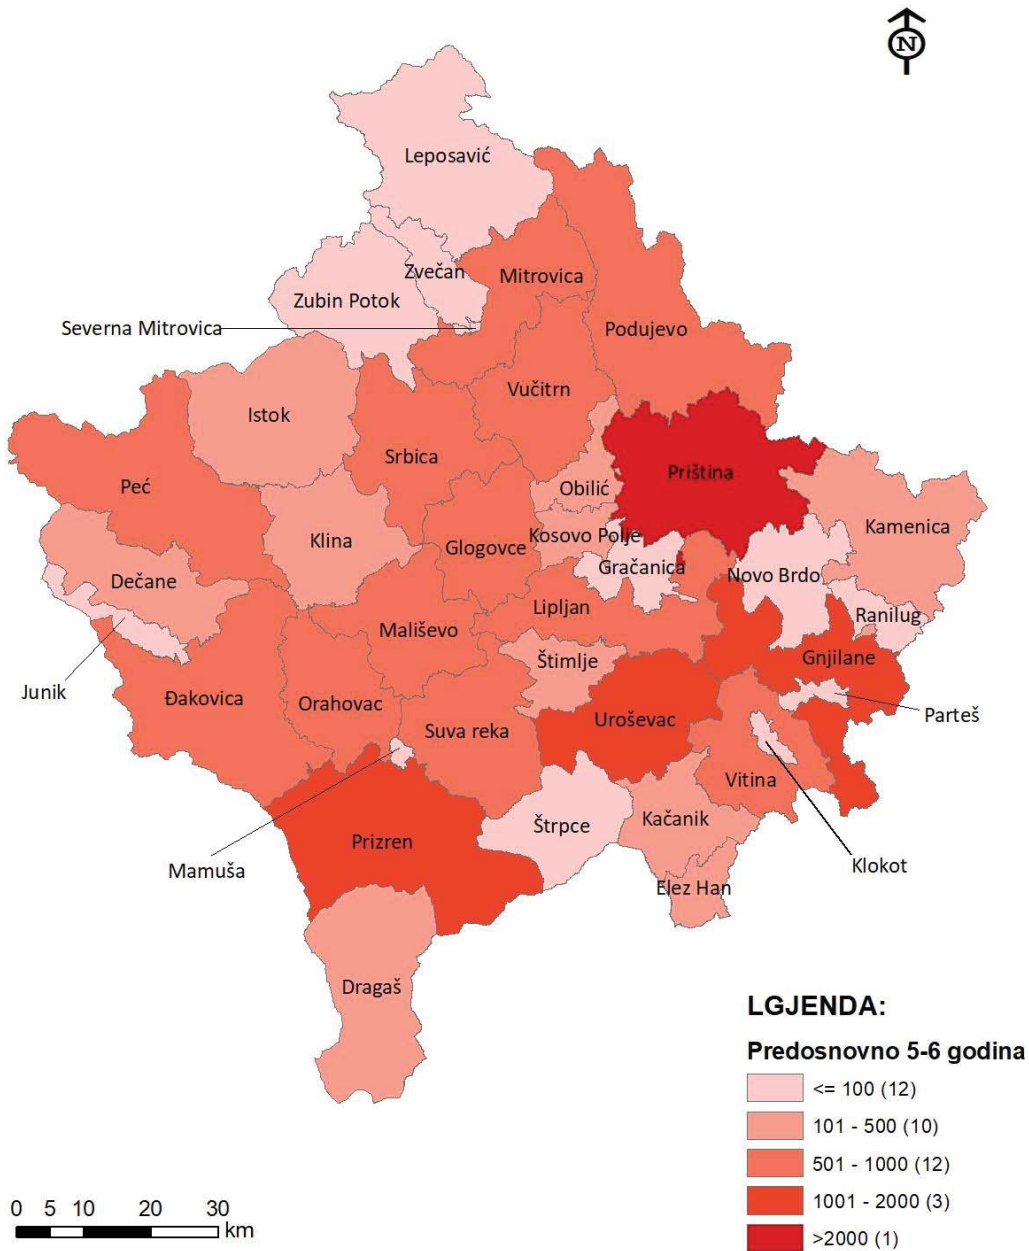 N
Leposavić
Zvečan
Mitrovica
Zubin Potok
Severna Mitrovica
Podujevo
Vučitrn
Istok
Srbica
Peć
Priština
Obilić
Kamenica
Kosovo Polje
Klina
Glogovce
Gračanica
Novo Brdo
Dečane
Lipljan
Ranilug
Mališevo
Štimlje
Gnjilane
Junik
Đakovica
Orahovac
Uroševac
Parteš
Suva reka
Vitina
Štrpce
Kačanik
Prizren
Mamuša
Klokot
Elez Han
Dragaš
LGJENDA:
Predosnovno 5-6 godina
<= 100 (12)
101 - 500 (10)
501 - 1000 (12)
1001 - 2000 (3)
>2000 (1)
0 5 10 20 30
km